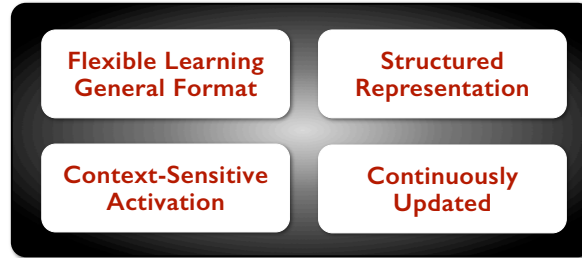 Flexible Learning
General Format
Structured
Representation
Context-Sensitive
Activation
Continuously
Updated